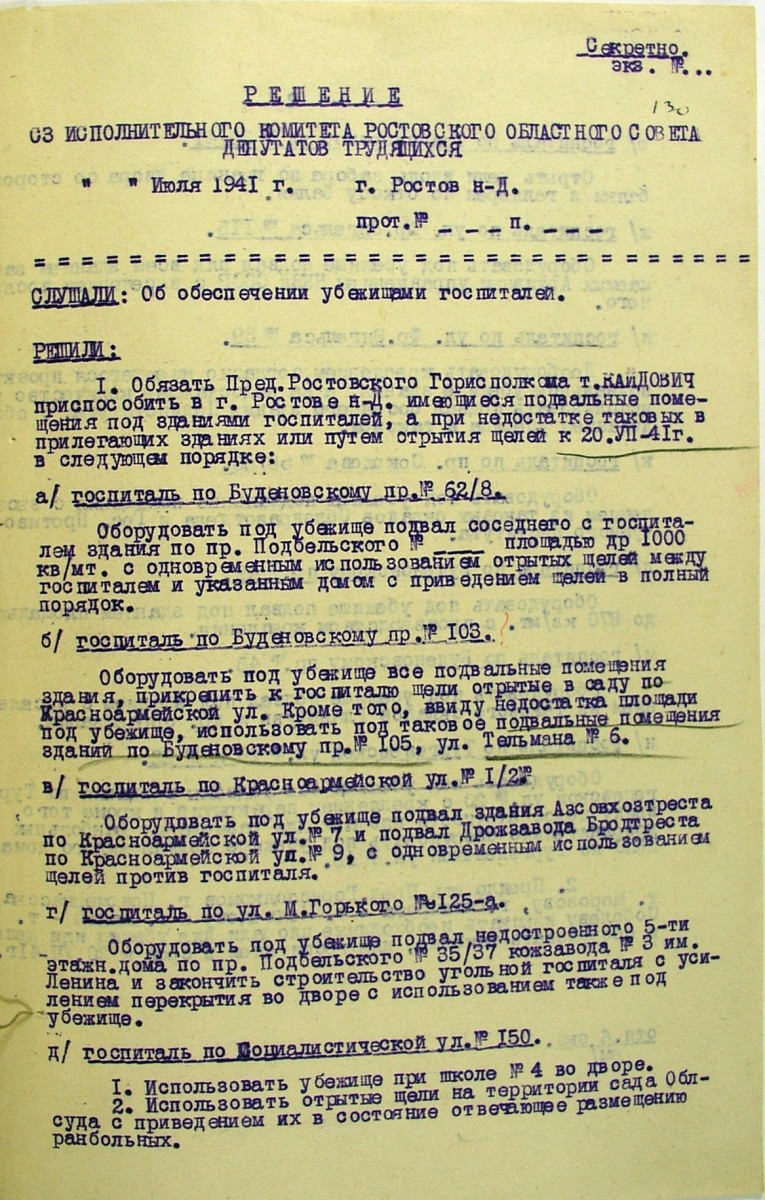 Секретно.
экз. №...
130
РЕШЕНИЕ
СЗ ИСПОЛНИТЕЛЬНОГО КОМИТЕТА РОСТОВСКОГО ОБЛАСТНОГО СОВЕТА
ДЕПУТАТОВ ТРУДЯЩИХСЯ
" " Июля 1941 г. г. Ростов н-Д.
прот.№ _ _ _ п. _ _ _
= = = = = = = = = = = = = = = = = = = = = = = = = = = = = =
СЛУШАЛИ: Об обеспечении убежищами госпиталей.
РЕШИЛИ:
I. Обязать Пред.Ростовского Горисполкома т.КАЙДОВИЧ
приспособить в г. Ростове н-Д. имеющиеся подвальные поме-
щения под зданиями госпиталей, а при недостатке таковых в
прилегающих зданиях или путем отрытия щелей к 20.УП-41г.
в следующем порядке:
а/ госпиталь по Буденовскому пр.№ 62/8.
Оборудовать под убежище подвал соседнего с госпита-
лем здания по пр. Подбельского № _ _ _ площадью др 1000
кв/мт. с одновременным использованием отрытых щелей между
госпиталем и указанным домом с приведением щелей в полный
порядок.
б/ госпиталь по Буденовскому пр.№ 103.
Оборудовать под убежище все подвальные помещения
здания, прикрепить к госпиталю щели отрытые в саду по
Красноармейской ул. Кроме того, ввиду недостатка площади
под убежище, использовать под таковое подвальные помещения
зданий по Буденовскому пр.№ 105, ул. Тельмана № 6.
в/ госпиталь по Красноармейской ул.№ I/2№
Оборудовать под убежище подвал здания Азсовхозтреста
по Красноармейской ул.№ 7 и подвал Дрожзавода Бродтреста
по Красноармейской ул.№ 9, с одновременным использованием
щелей против госпиталя.
г/ госпиталь по ул. М.Горького № 125-а.
Оборудовать под убежище подвал недостроенного 5-ти
этажн.дома по пр. Подбельского № 35/37 кожзавода № 3 им.
Ленина и закончить строительство угольной госпиталя с уси-
лением перекрытия во дворе с использованием также под
убежище.
д/ госпиталь по Социалистической ул.№ I50.
I. Использовать убежище при школе № 4 во дворе.
2. Использовать отрытые щели на территории сада Обл-
суда с приведением их в состояние отвечающее размещению
ранбольных.